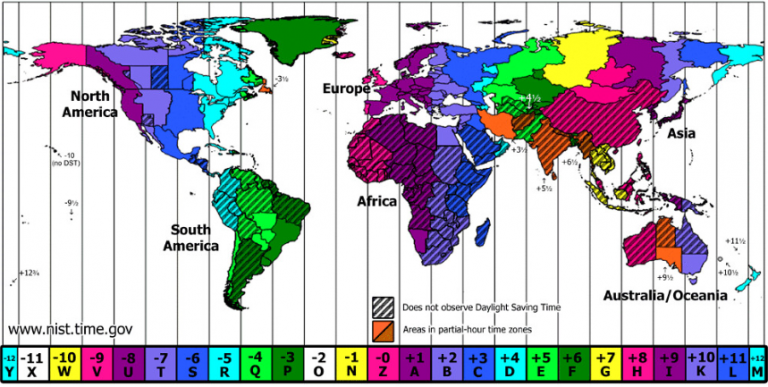 -3½
North
America
Europe
-4½
Asia
+3½
+6½
+5½
-10
(no DST)
-9½
Africa
South
America
+11½
+10½
+9½
+12¾
Australia/Oceania
Does not observe Daylight Saving Time
Areas in partial-hour time zones
www.nist.time.gov
-12 -11 -10 -9 -8 -7 -6 -5 -4 -3 -2 -1 -0 +1 +2 +3 +4 +5 +6 +7 +8 +9 +10 +11 +12
Y X W V U T S R Q P O N Z A B C D E F G H I K L M